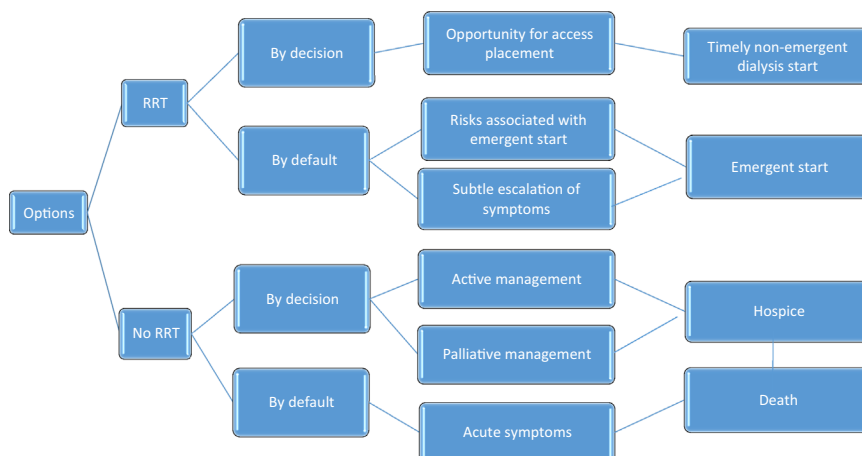 Options
RRT
No RRT
By decision
By default
By decision
By default
Opportunity for access
placement
Risks associated with
emergent start
Subtle escalation of
symptoms
Active management
Palliative management
Acute symptoms
Timely non-emergent
dialysis start
Emergent start
Hospice
Death